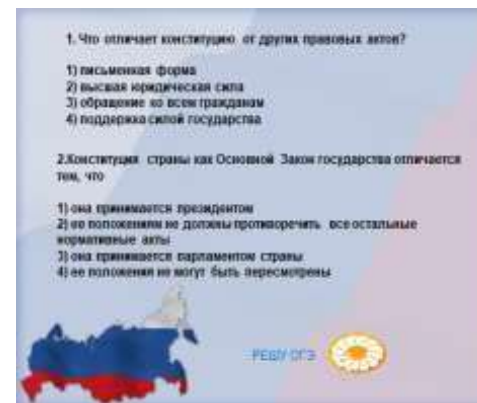 1. Что отличает конституцию от других правовых актов?
1) письменная форма
2) высшая юридическая сила
3) обращение ко всем гражданам
4) поддержка силой государства
2.Конституция страны как Основной Закон государства отличается
тем, что
1) она принимается президентом
2) ее положениям не должны противоречить все остальные
нормативные акты
3) она принимается парламентом страны
4) ее положения не могут быть пересмотрены
РЕШУ ОГЭ